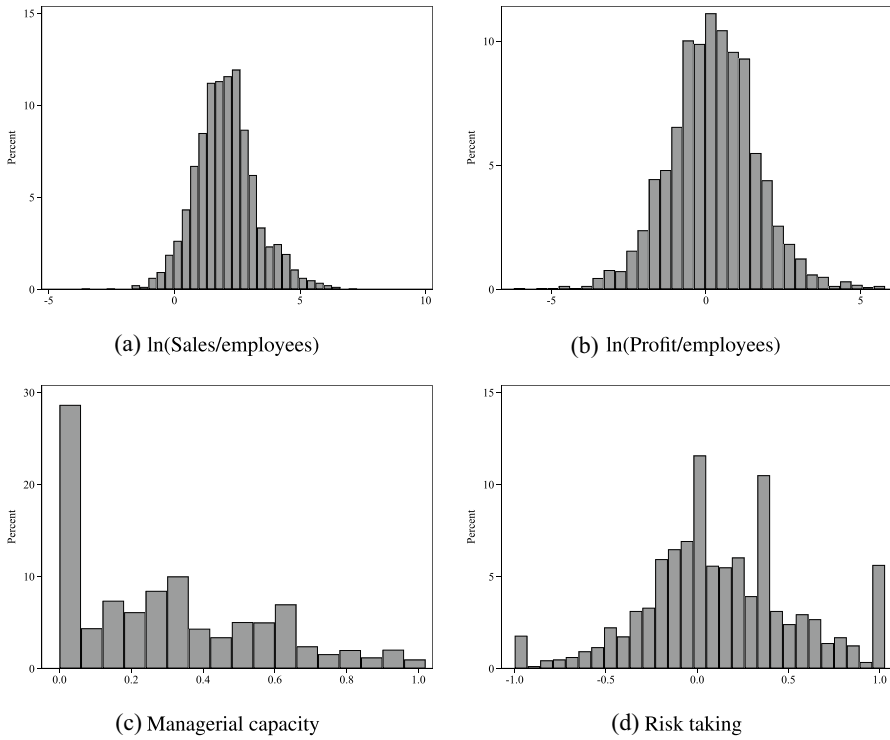 15
10
5
0
Percent
-5 0 5 10
(a) ln(Sales/employees)
10
5
0
Percent
-5 0 5
(b) ln(Profit/employees)
30
20
10
0
Percent
0.0 0.2 0.4 0.6 0.8 1.0
(c) Managerial capacity
15
10
5
0
Percent
-1.0 -0.5 0.0 0.5 1.0
(d) Risk taking